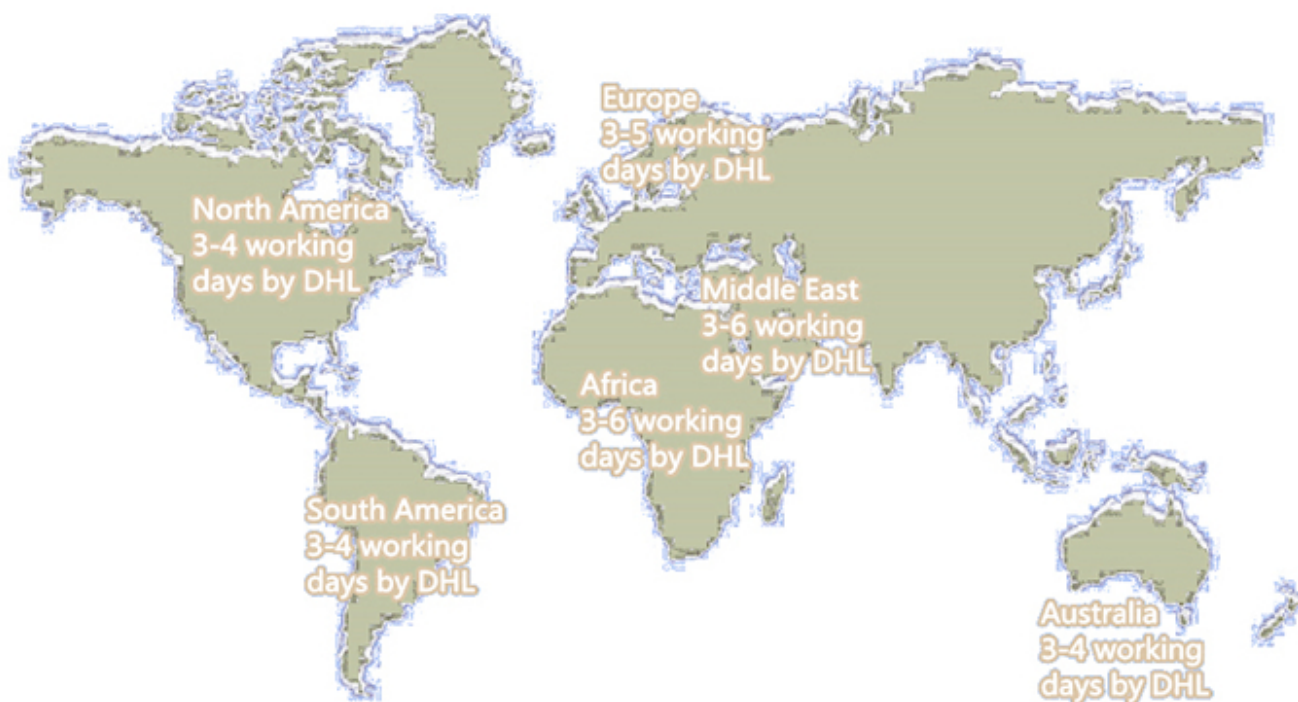 Europe
3-5 working
days by DHL
North America
3-4 working
days by DHL
Middle East
3-6 working
days by DHL
Africa
3-6 working
days by DHL
South America
3-4 working
days by DHL
Australia
3-4 working
days by DHL